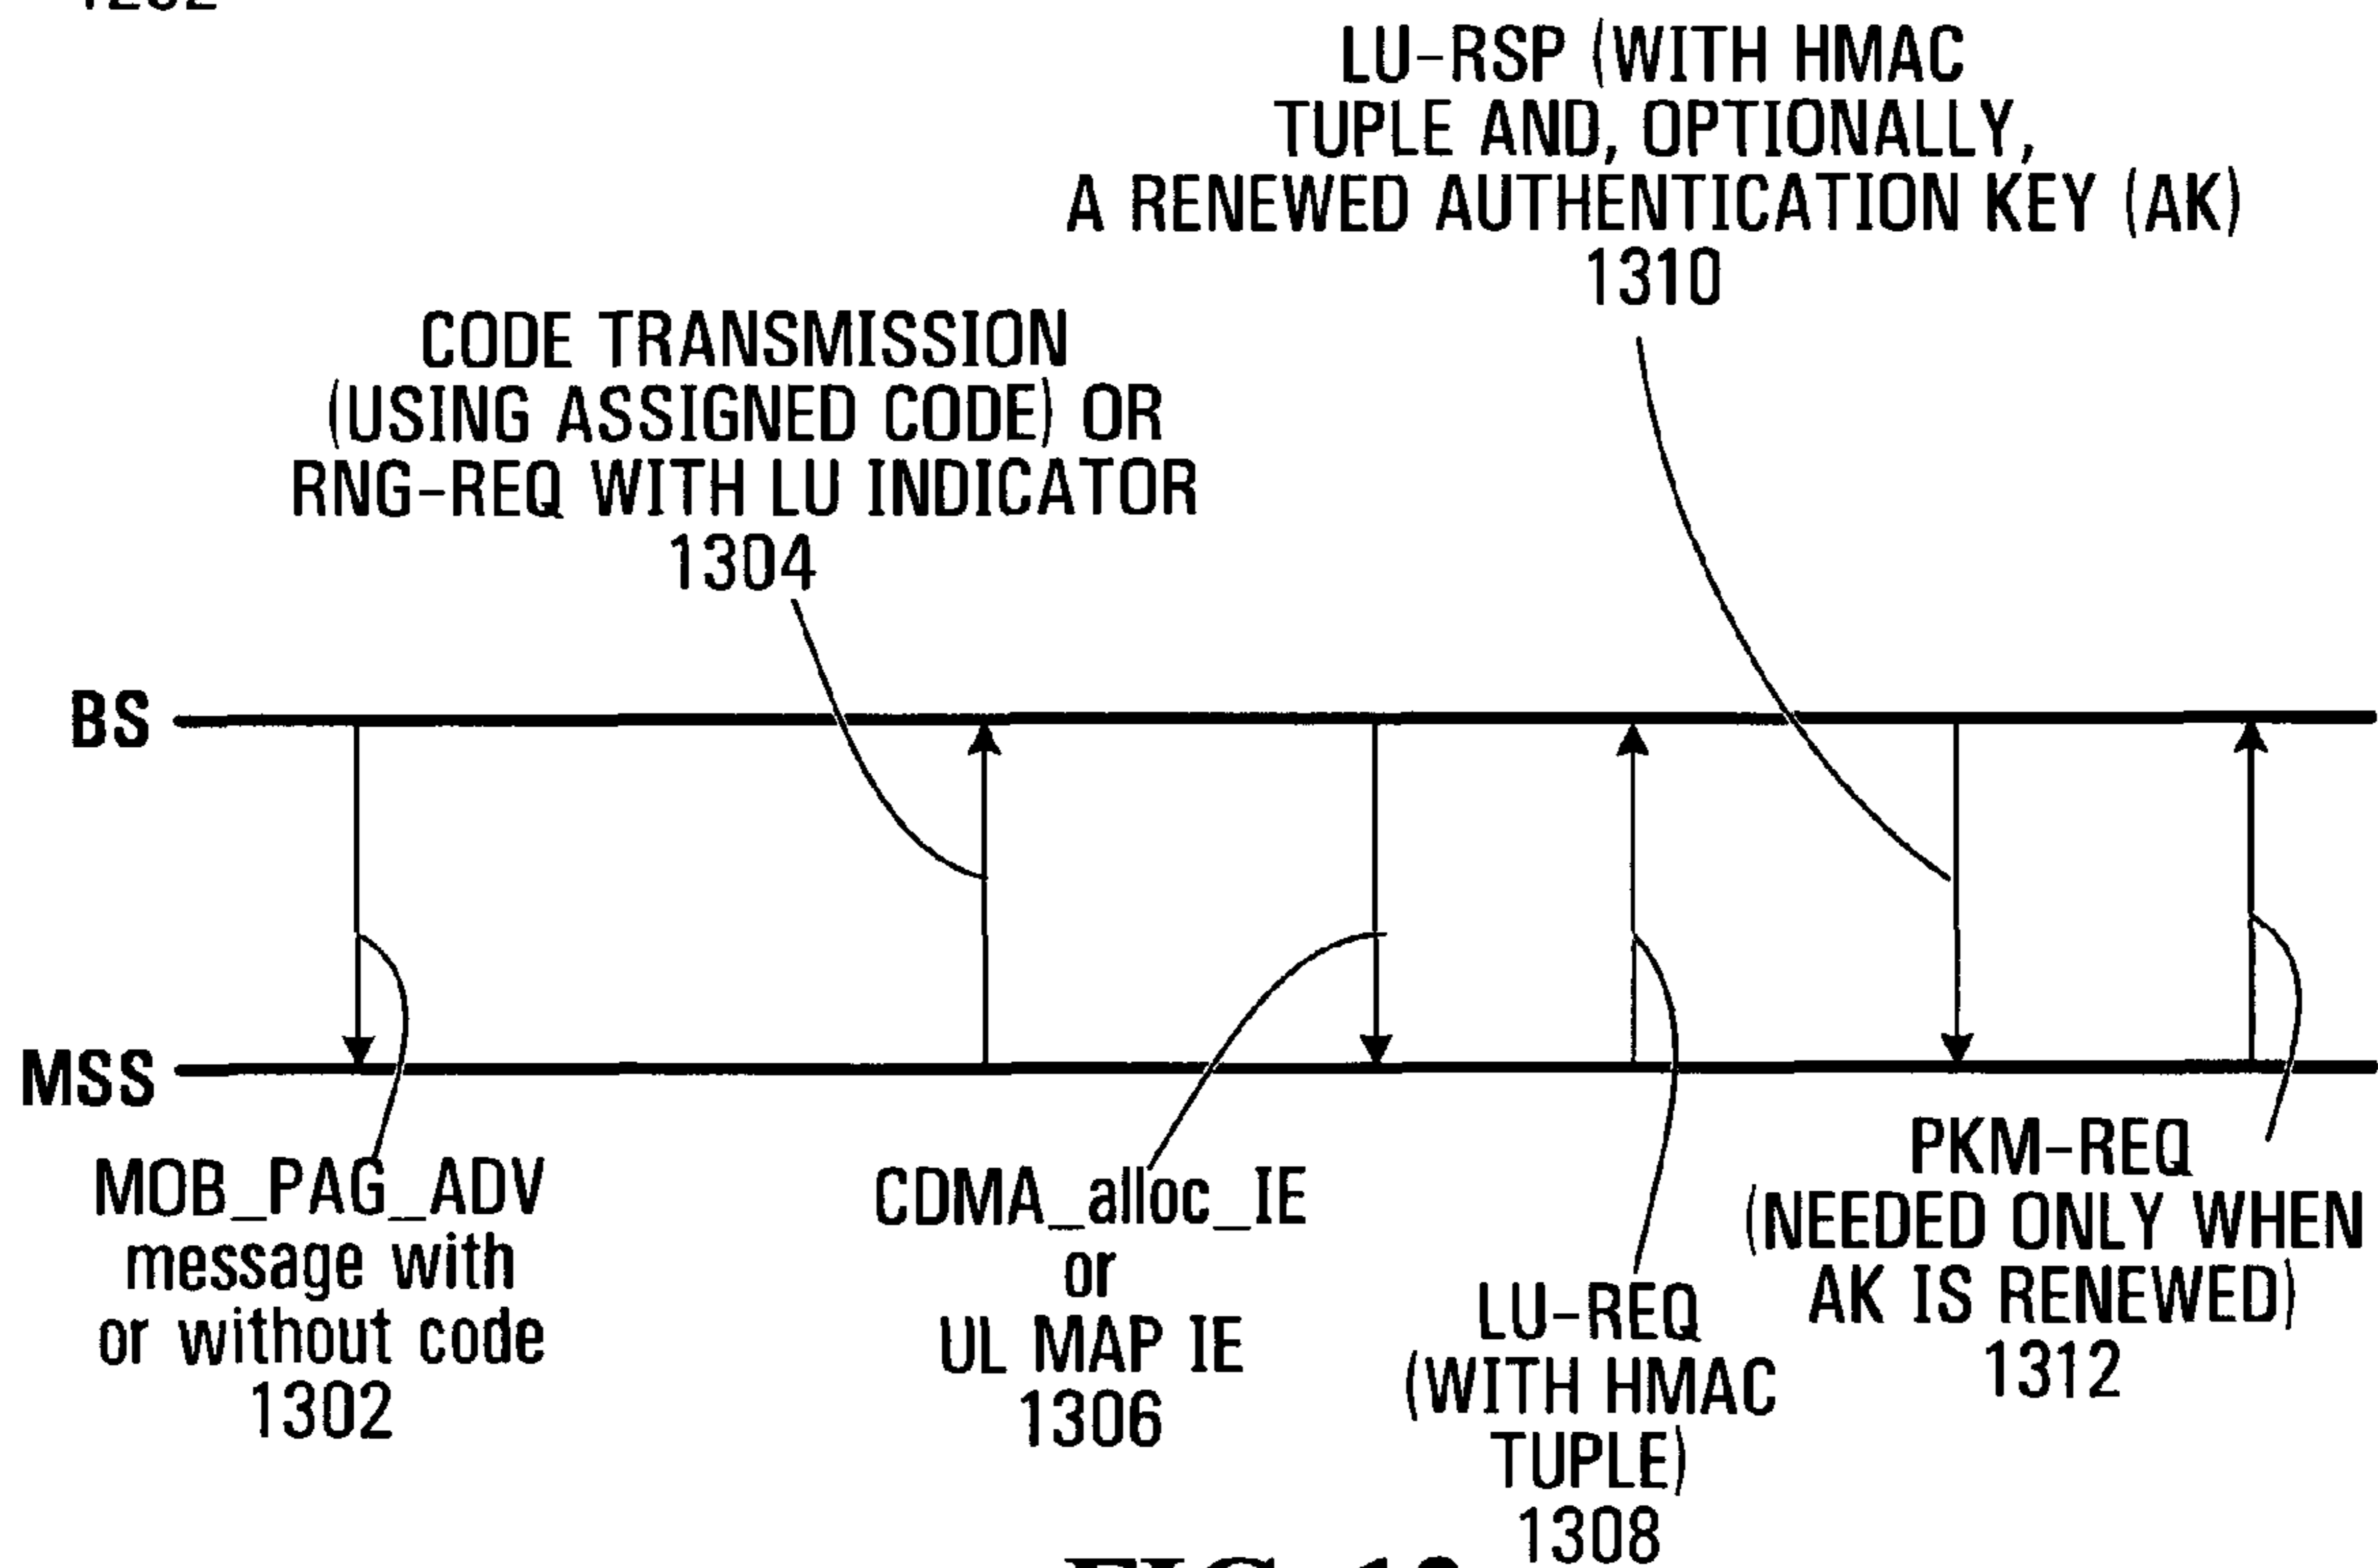 LU-RSP (WITH HMAC
TUPLE AND, OPTIONALLY,
A RENEWED AUTHENTICATION KEY (AK)
1310
CODE TRANSMISSION
(USING ASSIGNED CODE) OR
RNG-REQ WITH LU INDICATOR
1304
BS
MSS
MOB_PAG_ADV
message with
or without code
1302
CDMA_alloc_IE
or
UL MAP IE
1306
LU-REQ
(WITH HMAC
TUPLE)
1308
PKM-REQ
(NEEDED ONLY WHEN
AK IS RENEWED)
1312